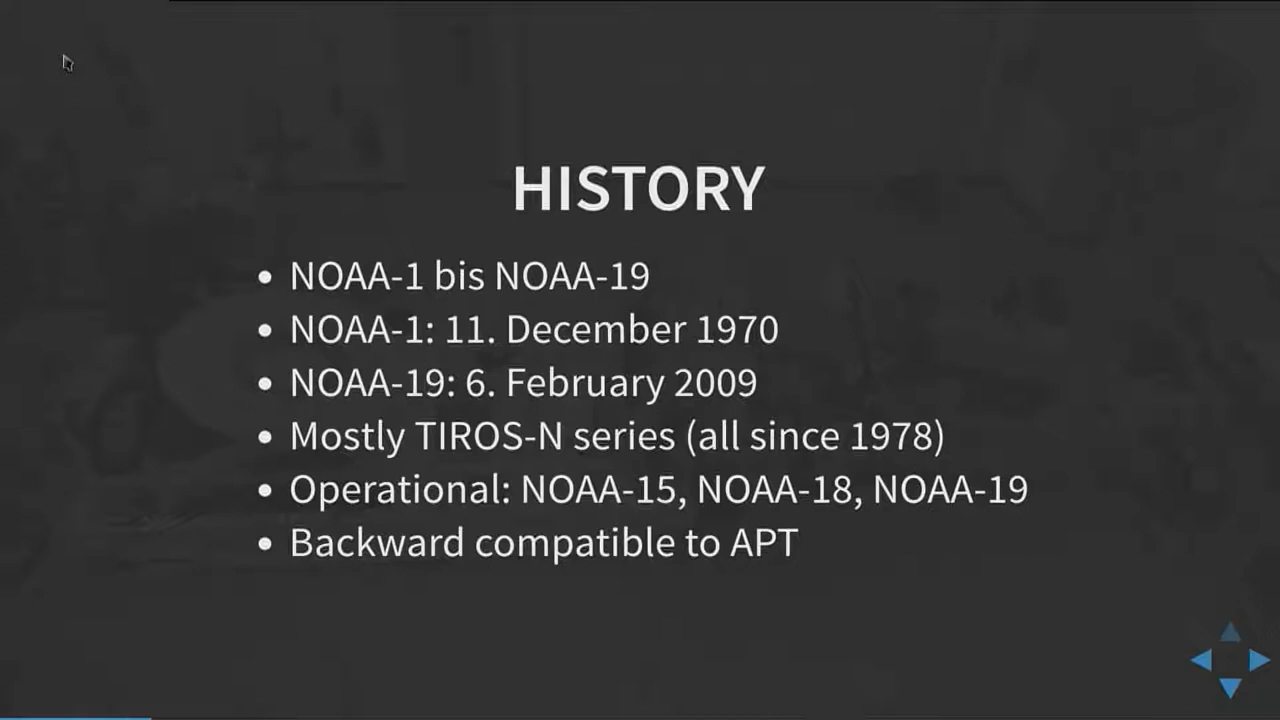 HISTORY
NOAA-1 bis NOAA-19
NOAA-1: 11. December 1970
NOAA-19: 6. February 2009
Mostly TIROS-N series (all since 1978)
Operational: NOAA-15, NOAA-18, NOAA-19
Backward compatible to APT